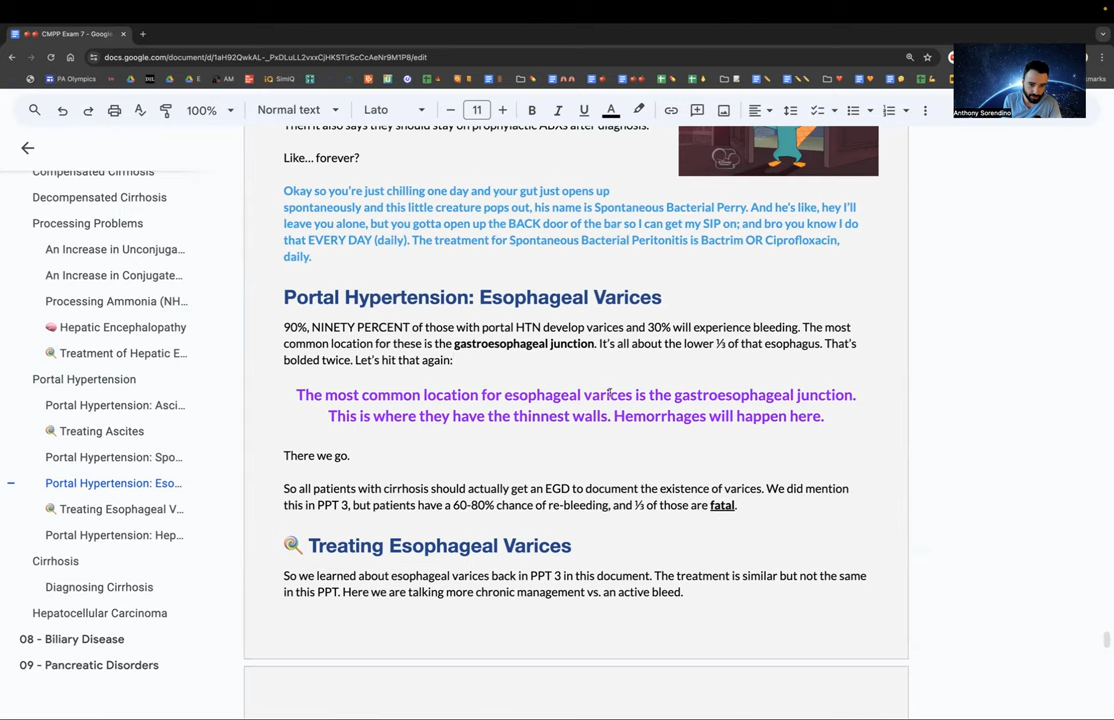 CMPP Exam 7 - Google
docs.google.com/document/d/1aH92QwkAL-_PxDLuLL2vxxCjHKSTirScCcAeNr9M1P8/edit
PA Olympics
DEL
E
AM
IQ
SimIQ
Anthony Sorendino
100%
Normal text
Lato
11
Compensated Cirrhosis
Decompensated Cirrhosis
Processing Problems
An Increase in Unconjuga...
An Increase in Conjugate...
Processing Ammonia (NH...
🧠 Hepatic Encephalopathy
🍭 Treatment of Hepatic E...
Portal Hypertension
Portal Hypertension: Asci...
🍭 Treating Ascites
Portal Hypertension: Spo...
Portal Hypertension: Eso...
🍭 Treating Esophageal V...
Portal Hypertension: Hep...
Cirrhosis
Diagnosing Cirrhosis
Hepatocellular Carcinoma
08 - Biliary Disease
09 - Pancreatic Disorders
Then it also says they should stay on prophylactic ABXs after diagnosis.
Like... forever?
Okay so you're just chilling one day and your gut just opens up
spontaneously and this little creature pops out, his name is Spontaneous Bacterial Perry. And he's like, hey I'll
leave you alone, but you gotta open up the BACK door of the bar so I can get my SIP on; and bro you know I do
that EVERY DAY (daily). The treatment for Spontaneous Bacterial Peritonitis is Bactrim OR Ciprofloxacin,
daily.
Portal Hypertension: Esophageal Varices
90%, NINETY PERCENT of those with portal HTN develop varices and 30% will experience bleeding. The most
common location for these is the gastroesophageal junction. It's all about the lower ⅓ of that esophagus. That's
bolded twice. Let's hit that again:
The most common location for esophageal varices is the gastroesophageal junction.
This is where they have the thinnest walls. Hemorrhages will happen here.
There we go.
So all patients with cirrhosis should actually get an EGD to document the existence of varices. We did mention
this in PPT 3, but patients have a 60-80% chance of re-bleeding, and ⅓ of those are fatal.
🍭 Treating Esophageal Varices
So we learned about esophageal varices back in PPT 3 in this document. The treatment is similar but not the same
in this PPT. Here we are talking more chronic management vs. an active bleed.